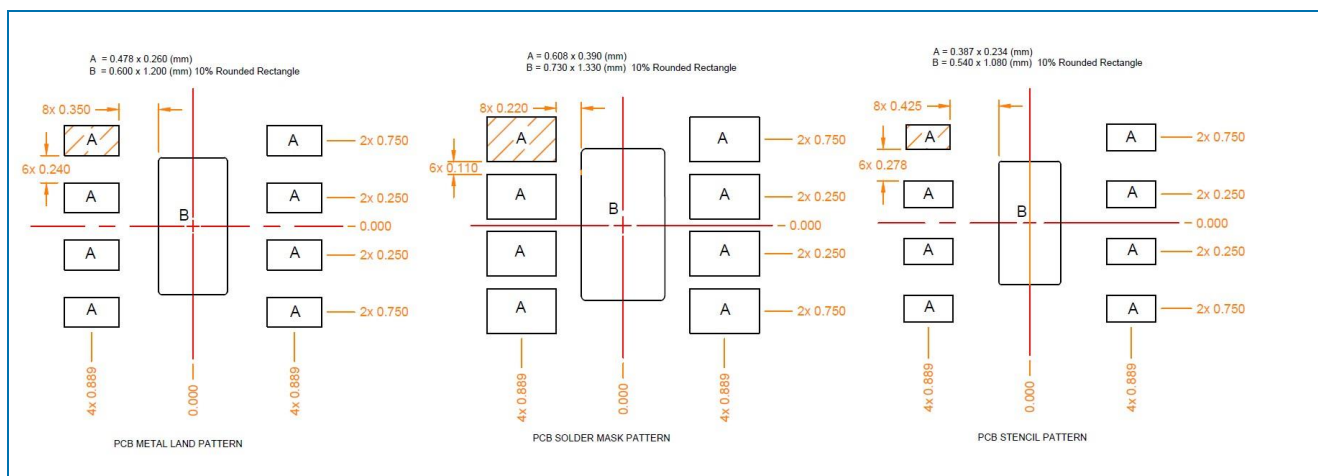 A = 0.478 x 0.260 (mm)
B = 0.600 x 1.200 (mm) 10% Rounded Rectangle
8x 0.350
A
A
2x 0.750
6x 0.240
A
A
2x 0.250
B
0.000
A
A
2x 0.250
A
A
2x 0.750
4x 0.889
0.000
4x 0.889
PCB METAL LAND PATTERN
A = 0.608 x 0.390 (mm)
B = 0.730 x 1.330 (mm) 10% Rounded Rectangle
8x 0.220
A
A
2x 0.750
6x 0.110
A
A
2x 0.250
B
0.000
A
A
2x 0.250
A
A
2x 0.750
4x 0.889
0.000
4x 0.889
PCB SOLDER MASK PATTERN
A = 0.387 x 0.234 (mm)
B = 0.540 x 1.080 (mm) 10% Rounded Rectangle
8x 0.425
A
A
2x 0.750
6x 0.278
A
A
2x 0.250
B
0.000
A
A
2x 0.250
A
A
2x 0.750
4x 0.889
0.000
4x 0.889
PCB STENCIL PATTERN